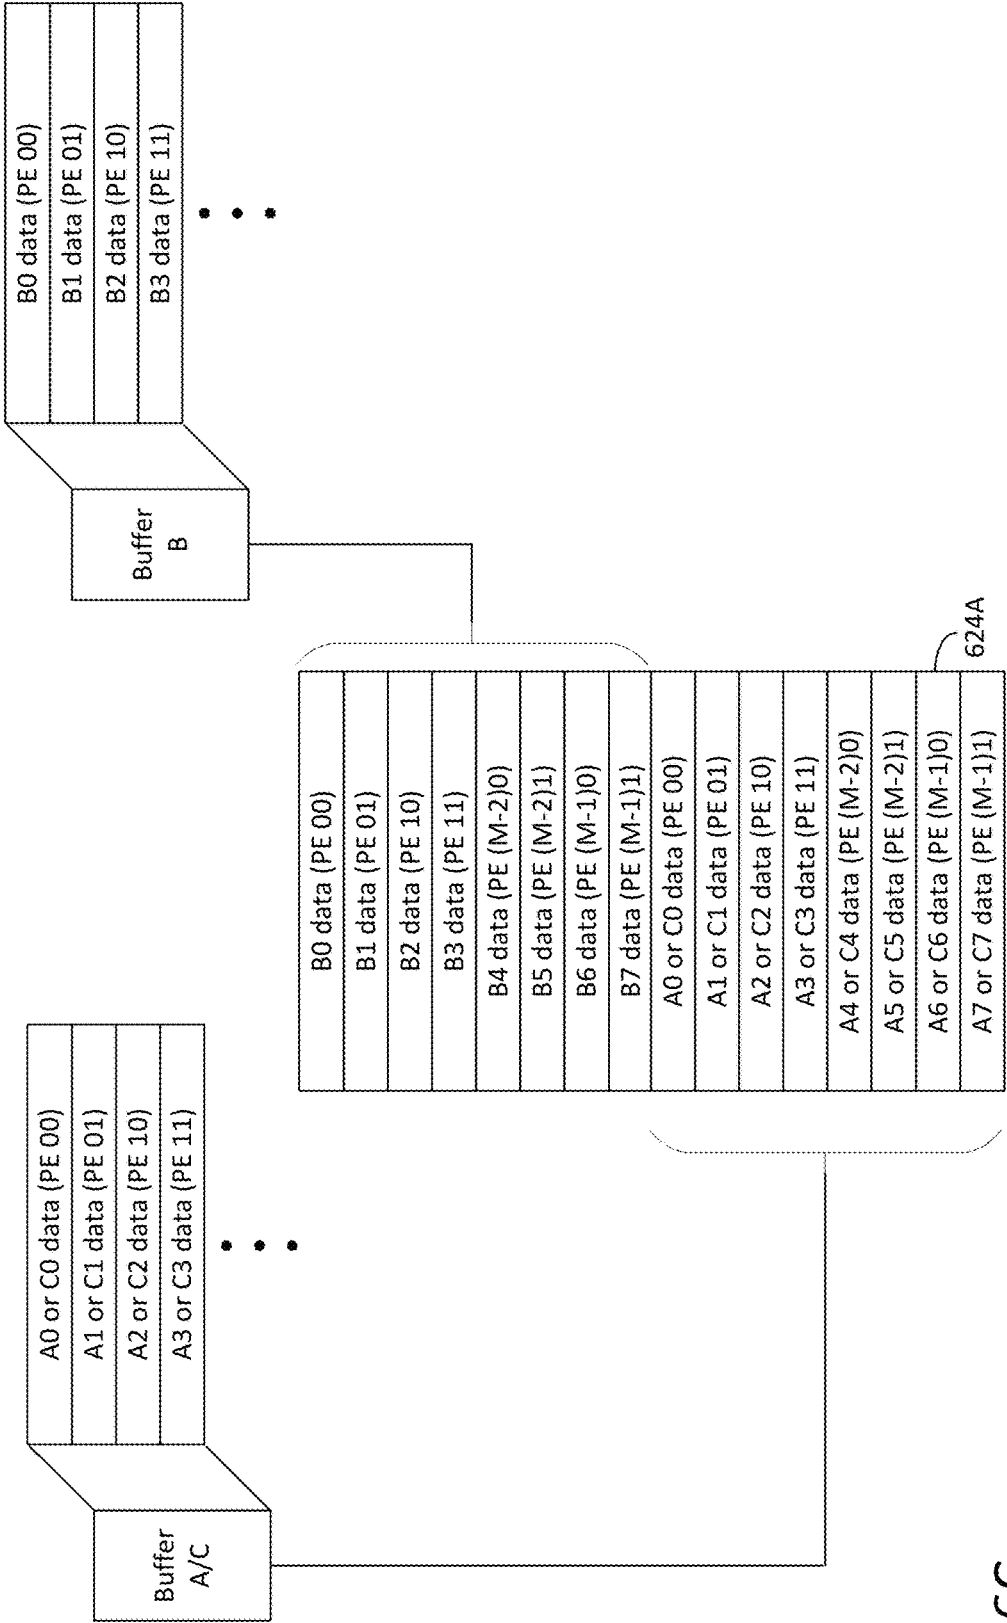 Buffer
A/C
A0 or C0 data (PE 00)
A1 or C1 data (PE 01)
A2 or C2 data (PE 10)
A3 or C3 data (PE 11)
Buffer
B
B0 data (PE 00)
B1 data (PE 01)
B2 data (PE 10)
B3 data (PE 11)
B0 data (PE 00)
B1 data (PE 01)
B2 data (PE 10)
B3 data (PE 11)
B4 data (PE (M-2)0)
B5 data (PE (M-2)1)
B6 data (PE (M-1)0)
B7 data (PE (M-1)1)
A0 or C0 data (PE 00)
A1 or C1 data (PE 01)
A2 or C2 data (PE 10)
A3 or C3 data (PE 11)
A4 or C4 data (PE (M-2)0)
A5 or C5 data (PE (M-2)1)
A6 or C6 data (PE (M-1)0)
A7 or C7 data (PE (M-1)1)
624A